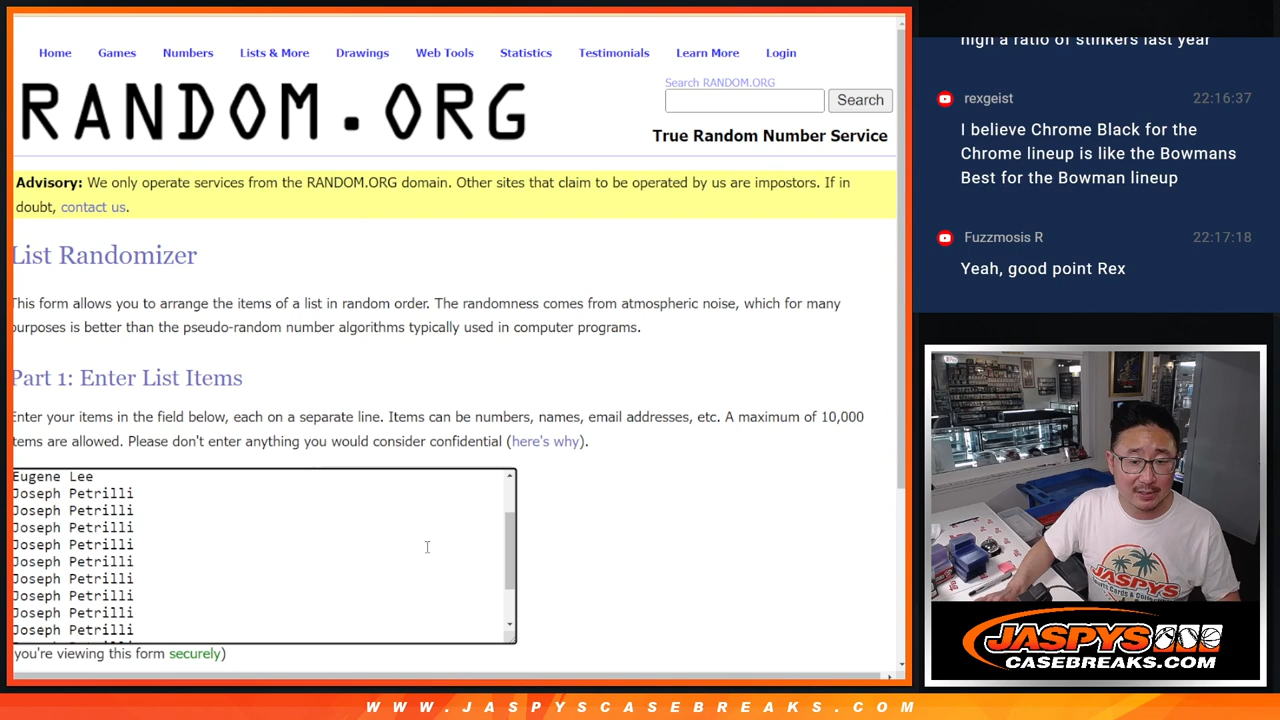 Home Games Numbers Lists & More Drawings Web Tools Statistics Testimonials Learn More Login
RANDOM.ORG
Search RANDOM.ORG
Search
True Random Number Service
Advisory: We only operate services from the RANDOM.ORG domain. Other sites that claim to be operated by us are impostors. If in
doubt, contact us.
List Randomizer
This form allows you to arrange the items of a list in random order. The randomness comes from atmospheric noise, which for many
purposes is better than the pseudo-random number algorithms typically used in computer programs.
Part 1: Enter List Items
Enter your items in the field below, each on a separate line. Items can be numbers, names, email addresses, etc. A maximum of 10,000
items are allowed. Please don't enter anything you would consider confidential (here's why).
Eugene Lee
Joseph Petrilli
Joseph Petrilli
Joseph Petrilli
Joseph Petrilli
Joseph Petrilli
Joseph Petrilli
Joseph Petrilli
Joseph Petrilli
Joseph Petrilli
you're viewing this form securely)
high a ratio of stinkers last year
rexgeist 22:16:37
I believe Chrome Black for the
Chrome lineup is like the Bowmans
Best for the Bowman lineup
Fuzzmosis R 22:17:18
Yeah, good point Rex
JASPYS
JASPYS
CASEBREAKS.COM
WWW.JASPYSCASEBREAKS.COM